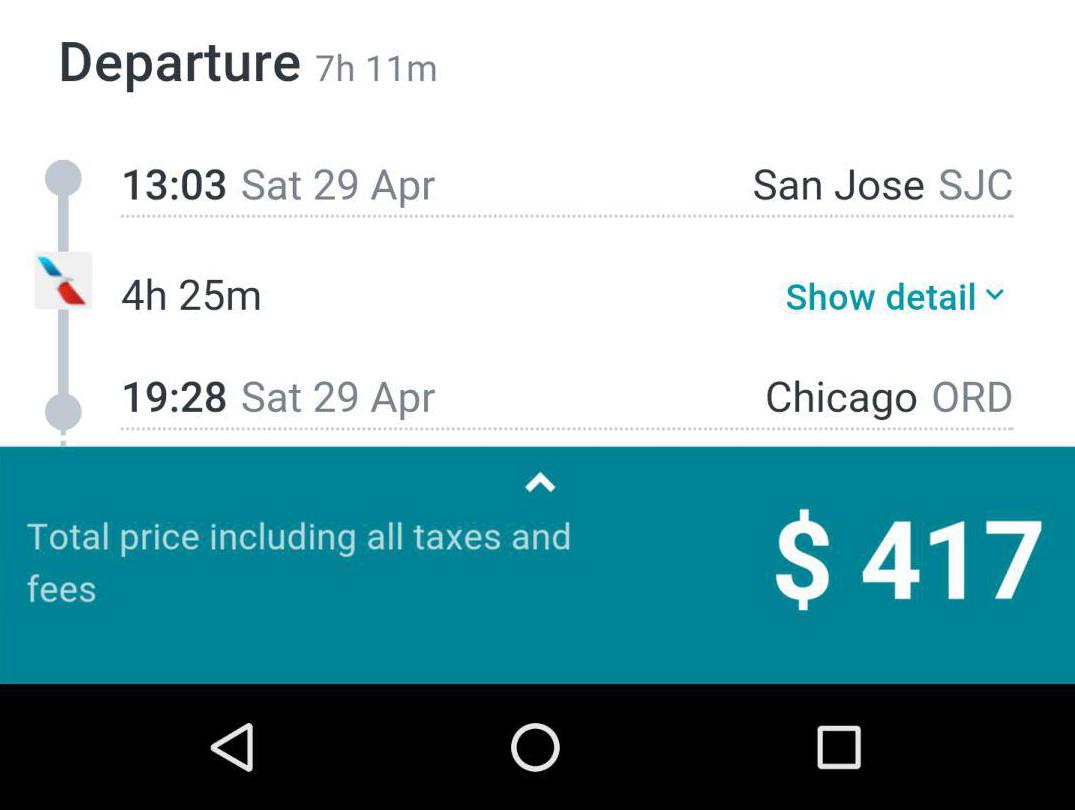 Departure 7h 11m
13:03 Sat 29 Apr San Jose SJC
4h 25m Show detail
19:28 Sat 29 Apr Chicago ORD
Total price including all taxes and
fees
$ 417